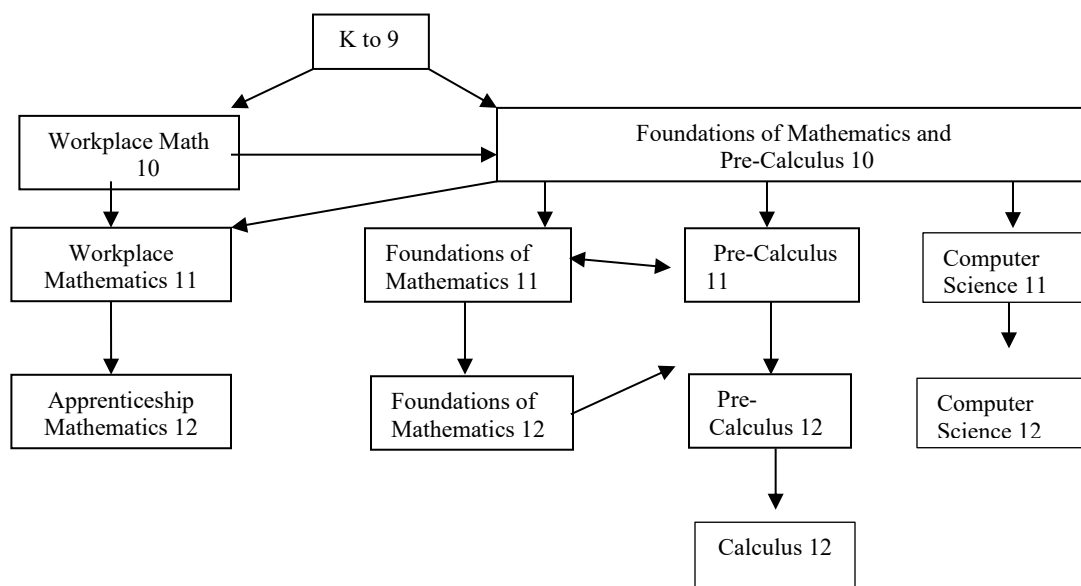 K to 9
Workplace Math
10
Foundations of Mathematics and
Pre-Calculus 10
Workplace
Mathematics 11
Foundations of
Mathematics 11
Pre-Calculus
11
Computer
Science 11
Apprenticeship
Mathematics 12
Foundations of
Mathematics 12
Pre-
Calculus 12
Computer
Science 12
Calculus 12